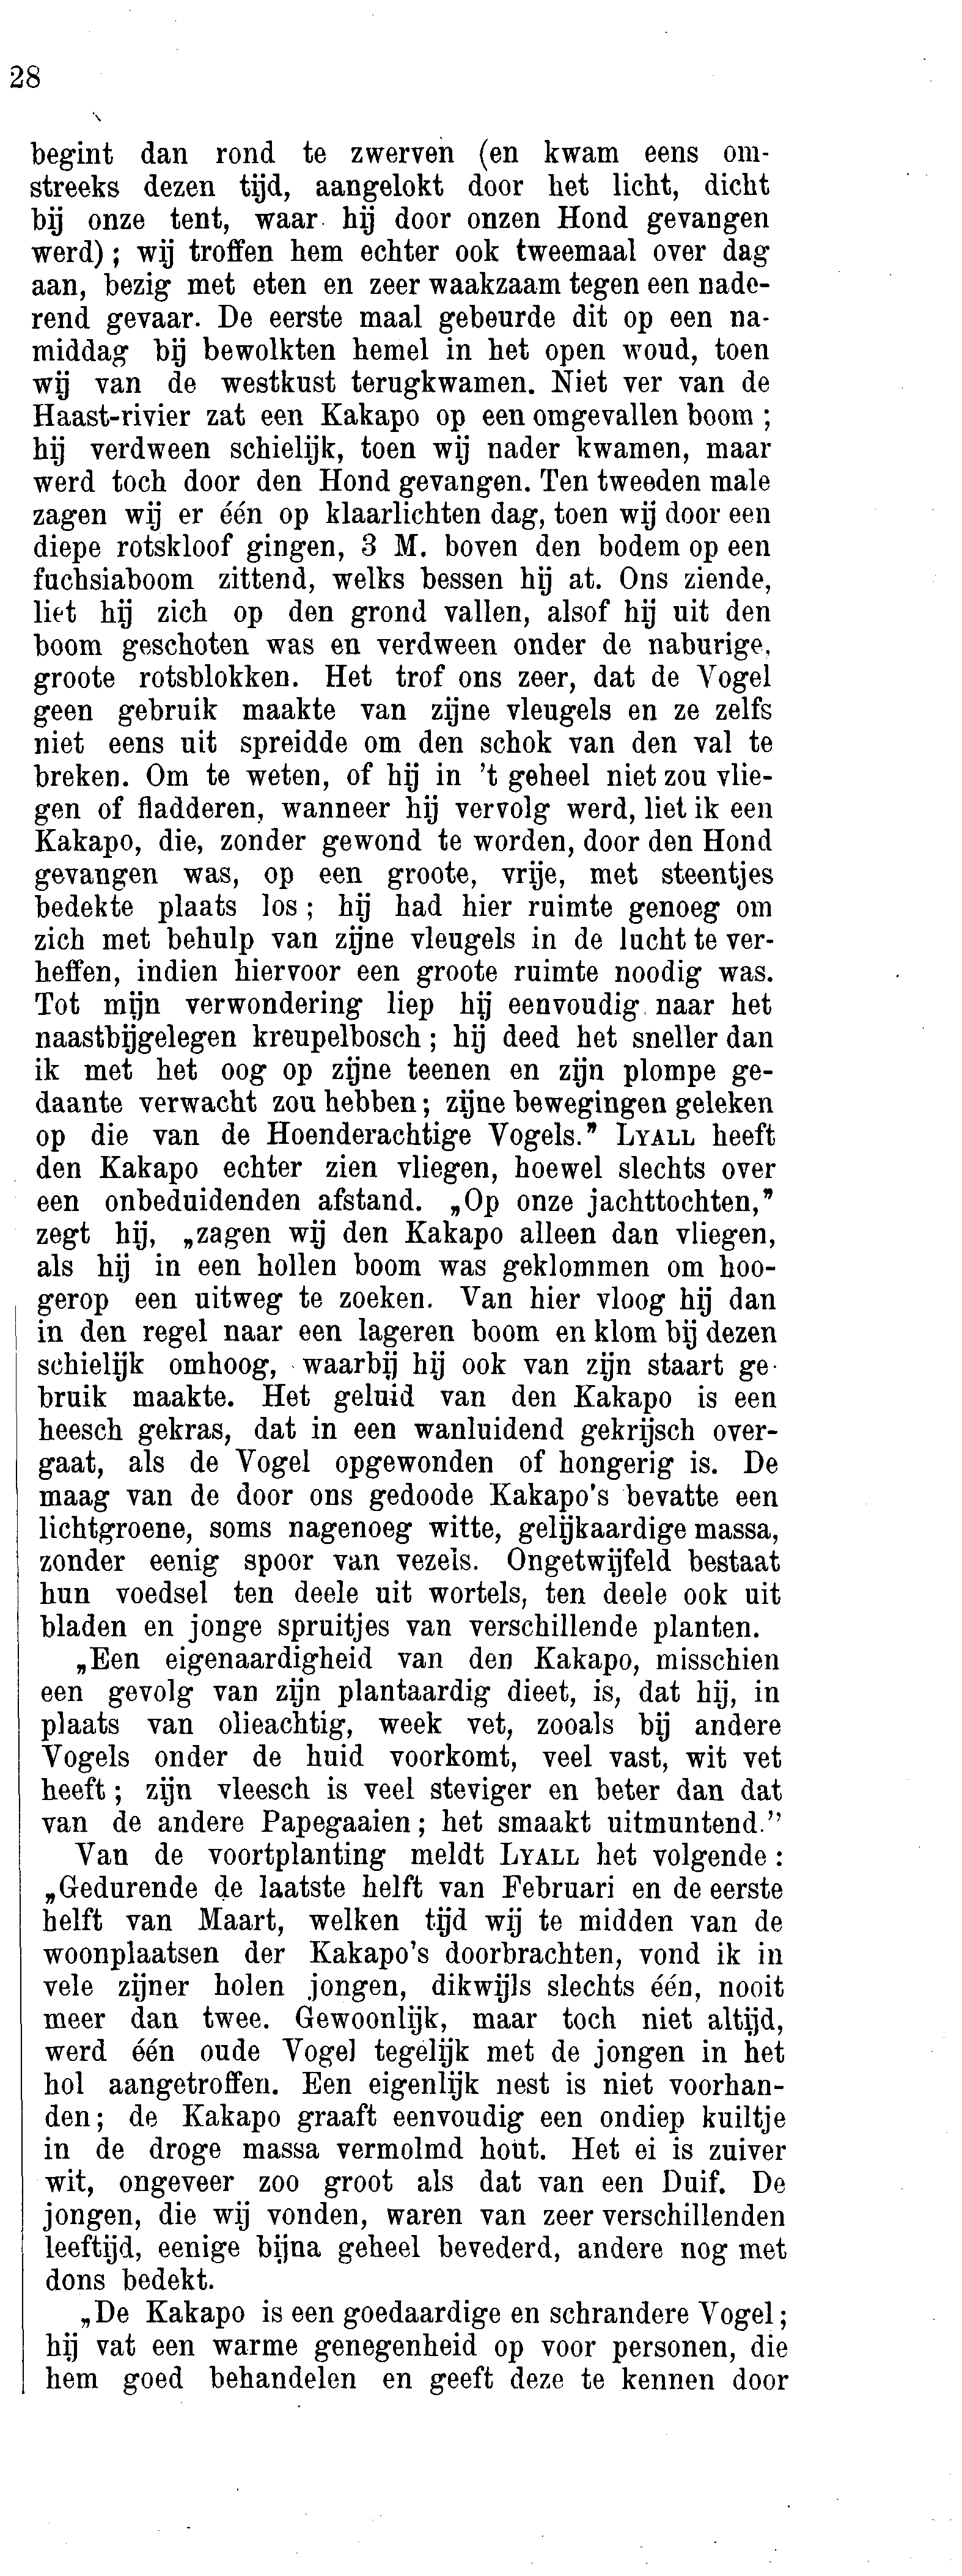 28
begint dan rond te zwerven (en kwam eens om-
streeks dezen tijd, aangelokt door het licht, dicht
bij onze tent, waar hij door onzen Hond gevangen
werd); wij troffen hem echter ook tweemaal over dag
aan, bezig met eten en zeer waakzaam tegen een nade-
rend gevaar. De eerste maal gebeurde dit op een na-
middag bij bewolkten hemel in het open woud, toen
wij van de westkust terugkwamen. Niet ver van de
Haast-rivier zat een Kakapo op een omgevallen boom;
hij verdween schielijk, toen wij nader kwamen, maar
werd toch door den Hond gevangen. Ten tweeden male
zagen wij er één op klaarlichten dag, toen wij door een
diepe rotskloof gingen, 3 M. boven den bodem op een
fuchsiaboom zittend, welks bessen hij at. Ons ziende,
liet hij zich op den grond vallen, alsof hij uit den
boom geschoten was en verdween onder de naburige,
groote rotsblokken. Het trof ons zeer, dat de Vogel
geen gebruik maakte van zijne vleugels en ze zelfs
niet eens uit spreidde om den schok van den val te
breken. Om te weten, of hij in 't geheel niet zou vlie-
gen of fladderen, wanneer hij vervolg werd, liet ik een
Kakapo, die, zonder gewond te worden, door den Hond
gevangen was, op een groote, vrije, met steentjes
bedekte plaats los; hij had hier ruimte genoeg om
zich met behulp van zijne vleugels in de lucht te ver-
heffen, indien hiervoor een groote ruimte noodig was.
Tot mijn verwondering liep hij eenvoudig naar het
naastbijgelegen kreupelbosch; hij deed het sneller dan
ik met het oog op zijne teenen en zijn plompe ge-
daante verwacht zou hebben; zijne bewegingen geleken
op die van de Hoenderachtige Vogels.” LYALL heeft
den Kakapo echter zien vliegen, hoewel slechts over
een onbeduidenden afstand. „Op onze jachttochten,”
zegt hij, „zagen wij den Kakapo alleen dan vliegen,
als hij in een hollen boom was geklommen om hoo-
gerop een uitweg te zoeken. Van hier vloog hij dan
in den regel naar een lageren boom en klom bij dezen
schielijk omhoog, waarbij hij ook van zijn staart ge-
bruik maakte. Het geluid van den Kakapo is een
heesch gekras, dat in een wanluidend gekrijsch over-
gaat, als de Vogel opgewonden of hongerig is. De
maag van de door ons gedoode Kakapo's bevatte een
lichtgroene, soms nagenoeg witte, gelijkaardige massa,
zonder eenig spoor van vezels. Ongetwijfeld bestaat
hun voedsel ten deele uit wortels, ten deele ook uit
bladen en jonge spruitjes van verschillende planten.
„Een eigenaardigheid van den Kakapo, misschien
een gevolg van zijn plantaardig dieet, is, dat hij, in
plaats van olieachtig, week vet, zooals bij andere
Vogels onder de huid voorkomt, veel vast, wit vet
heeft; zijn vleesch is veel steviger en beter dan dat
van de andere Papegaaien; het smaakt uitmuntend.”
Van de voortplanting meldt LYALL het volgende:
„Gedurende de laatste helft van Februari en de eerste
helft van Maart, welken tijd wij te midden van de
woonplaatsen der Kakapo's doorbrachten, vond ik in
vele zijner holen jongen, dikwijls slechts één, nooit
meer dan twee. Gewoonlijk, maar toch niet altijd,
werd één oude Vogel tegelijk met de jongen in het
hol aangetroffen. Een eigenlijk nest is niet voorhan-
den; de Kakapo graaft eenvoudig een ondiep kuiltje
in de droge massa vermolmd hout. Het ei is zuiver
wit, ongeveer zoo groot als dat van een Duif. De
jongen, die wij vonden, waren van zeer verschillenden
leeftijd, eenige bijna geheel bevederd, andere nog met
dons bedekt.
„De Kakapo is een goedaardige en schrandere Vogel;
hij vat een warme genegenheid op voor personen, die
hem goed behandelen en geeft deze te kennen door